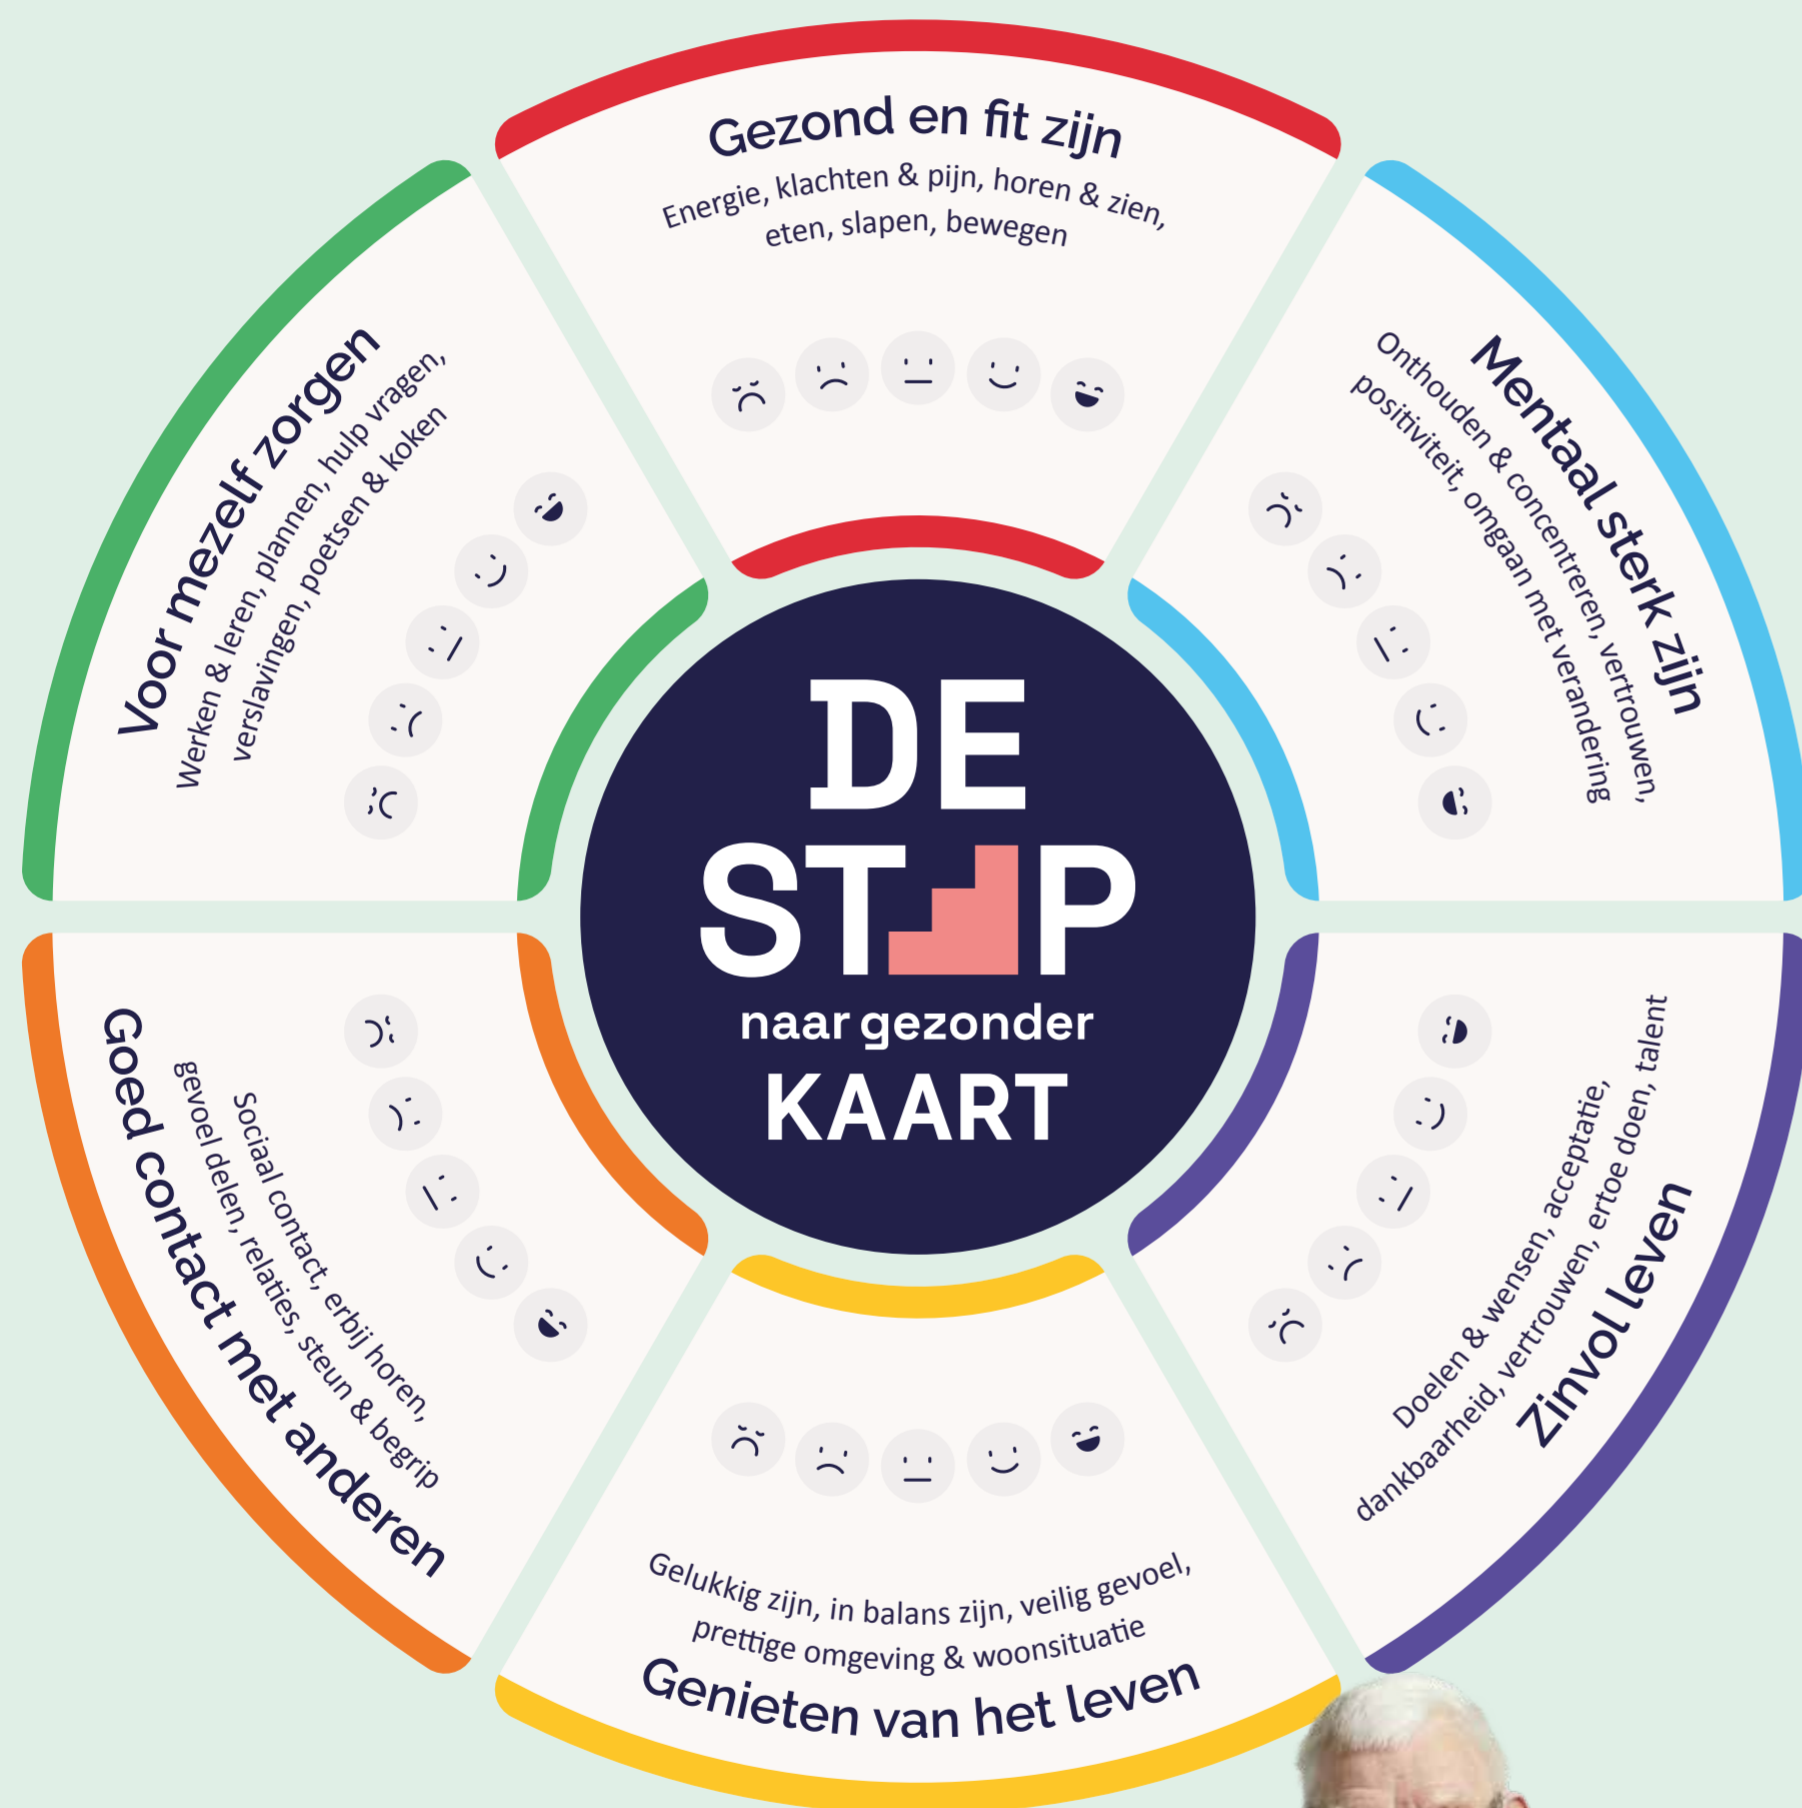 Gezond en fit zijn
Energie, klachten & pijn, horen & zien,
eten, slapen, bewegen
Mentaal sterk zijn
Onthouden & concentreren, vertrouwen,
positiviteit, omgaan met verandering
Doelen & wensen, acceptatie,
dankbaarheid, vertrouwen, ertoe doen, talent
Zinvol leven
Gelukkig zijn, in balans zijn, veilig gevoel,
prettige omgeving & woonsituatie
Genieten van het leven
Sociaal contact, erbij horen,
gevoel delen, relaties, steun & begrip
Goed contact met anderen
Voor mezelf zorgen
Werken & leren, plannen, hulp vragen,
verslavingen, poetsen & koken
DE
STAP
naar gezonder
KAART